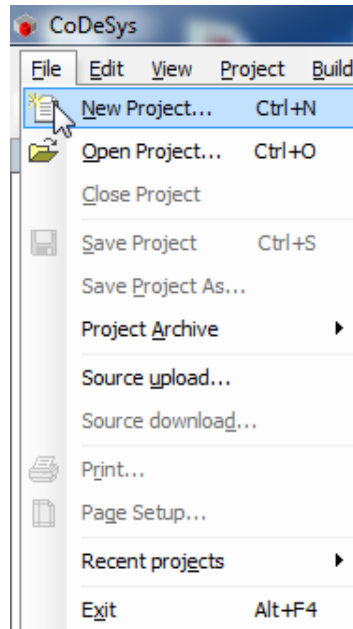 CoDeSys
File Edit View Project Build
New Project... Ctrl+N
Open Project... Ctrl+O
Close Project
Save Project Ctrl+S
Save Project As...
Project Archive
Source upload...
Source download...
Print...
Page Setup...
Recent projects
Exit Alt+F4